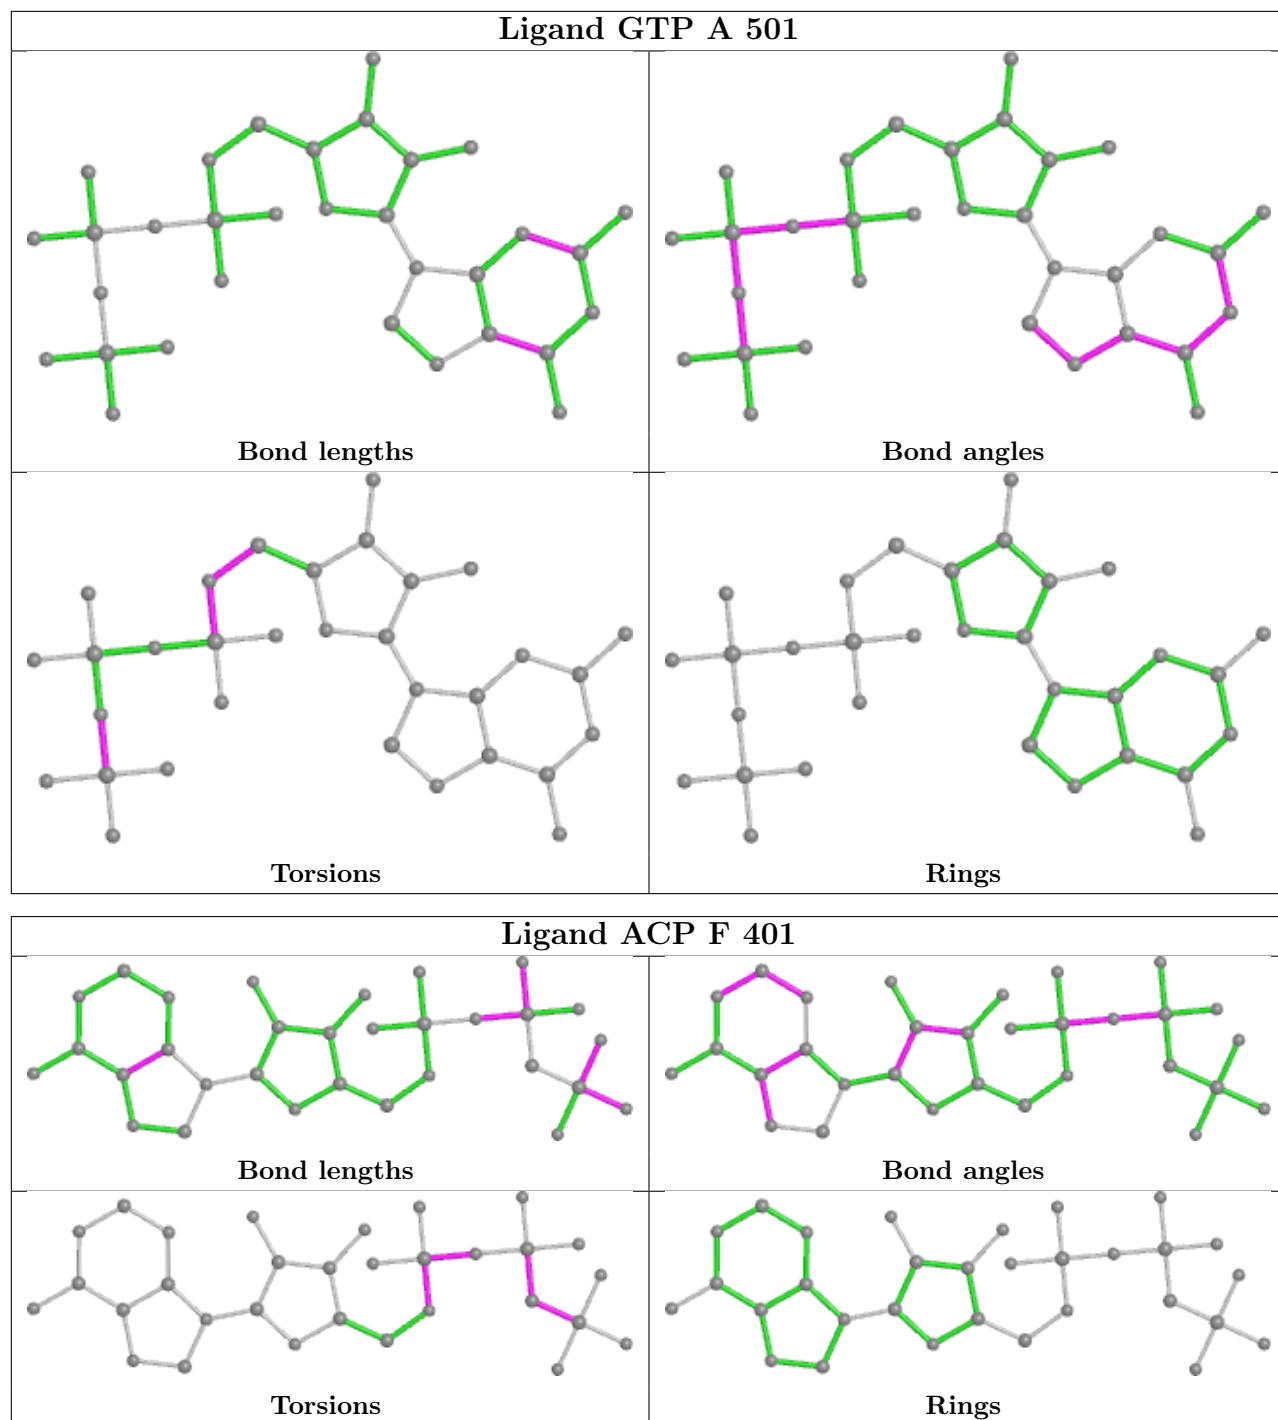 Ligand GTP A 501
Bond lengths
Bond angles
Torsions
Rings
Ligand ACP F 401
Bond lengths
Bond angles
Torsions
Rings